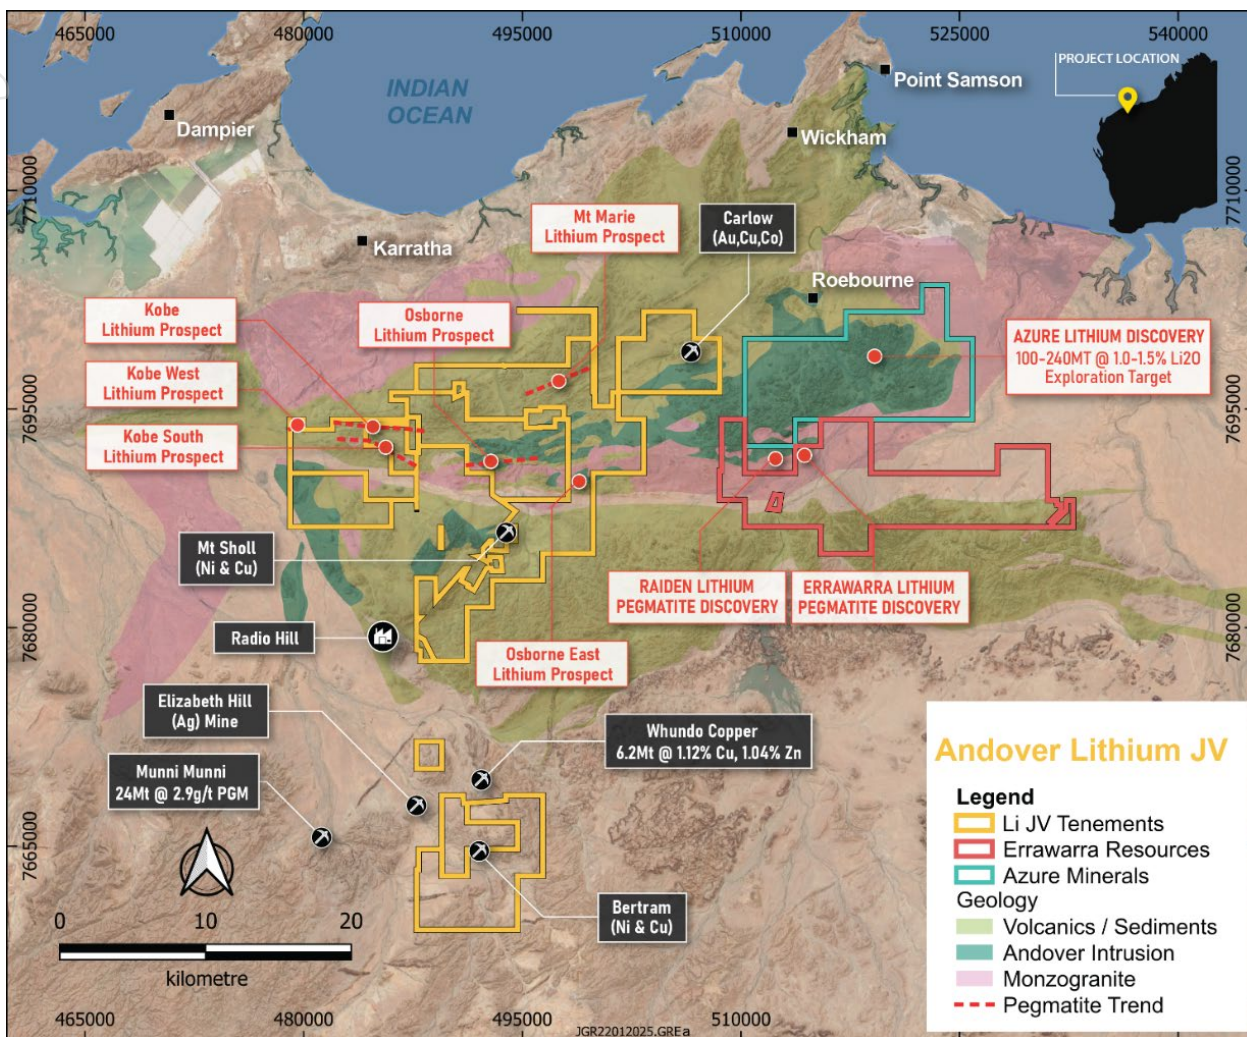 465000
480000
495000
510000
525000
540000
PROJECT LOCATION
Point Samson
INDIAN
OCEAN
Dampier
Wickham
7710000
7710000
Mt Marie
Lithium Prospect
Carlow
(Au,Cu,Co)
Karratha
Roebourne
Kobe
Lithium Prospect
Osborne
Lithium Prospect
AZURE LITHIUM DISCOVERY
100-240MT @ 1.0-1.5% Li2O
Exploration Target
Kobe West
Lithium Prospect
7695000
7695000
Kobe South
Lithium Prospect
Mt Sholl
(Ni & Cu)
RAIDEN LITHIUM
PEGMATITE DISCOVERY
ERRAWARRA LITHIUM
PEGMATITE DISCOVERY
Radio Hill
7680000
7680000
Osborne East
Lithium Prospect
Elizabeth Hill
(Ag) Mine
Whundo Copper
6.2Mt @ 1.12% Cu, 1.04% Zn
Munni Munni
24Mt @ 2.9g/t PGM
7665000
Bertram
(Ni & Cu)
0
10
20
kilometre
Andover Lithium JV
Legend
Li JV Tenements
Errawarra Resources
Azure Minerals
Geology
Volcanics / Sediments
Andover Intrusion
Monzogranite
Pegmatite Trend
465000
480000
495000
510000
JGR22012025.GREa